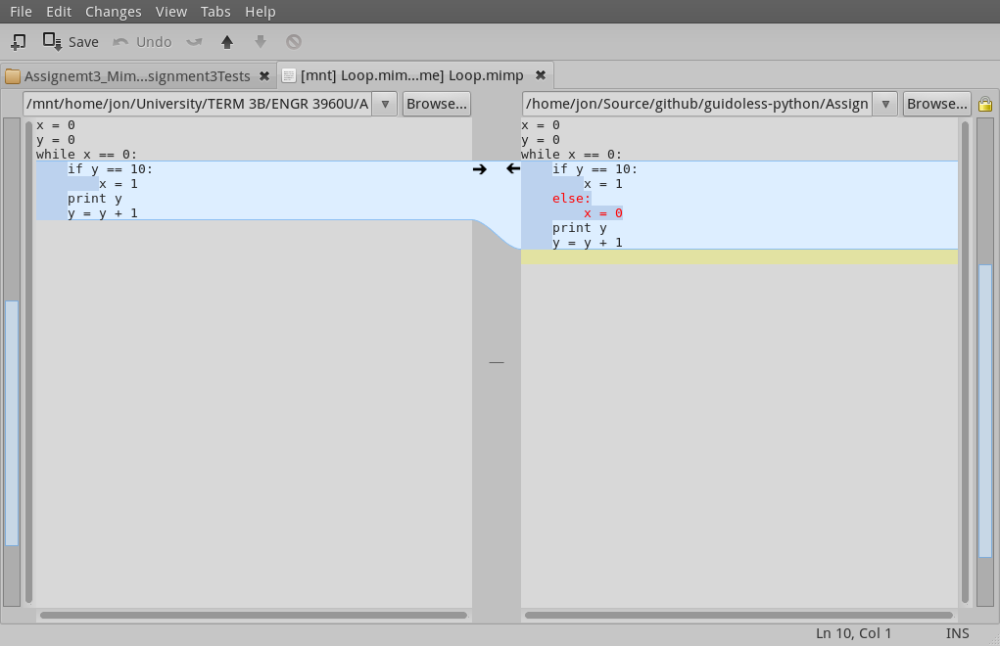 File Edit Changes View Tabs Help
Save Undo
Assignemt3_Mim...signment3Tests [mnt] Loop.mim...me] Loop.mimp
/mnt/home/jon/University/TERM 3B/ENGR 3960U/A Browse... /home/jon/Source/github/guidoless-python/Assign Browse...
x = 0
y = 0
while x == 0:
    if y == 10:
        x = 1
    print y
    y = y + 1
x = 0
y = 0
while x == 0:
    if y == 10:
        x = 1
    else:
        x = 0
    print y
    y = y + 1
Ln 10, Col 1 INS